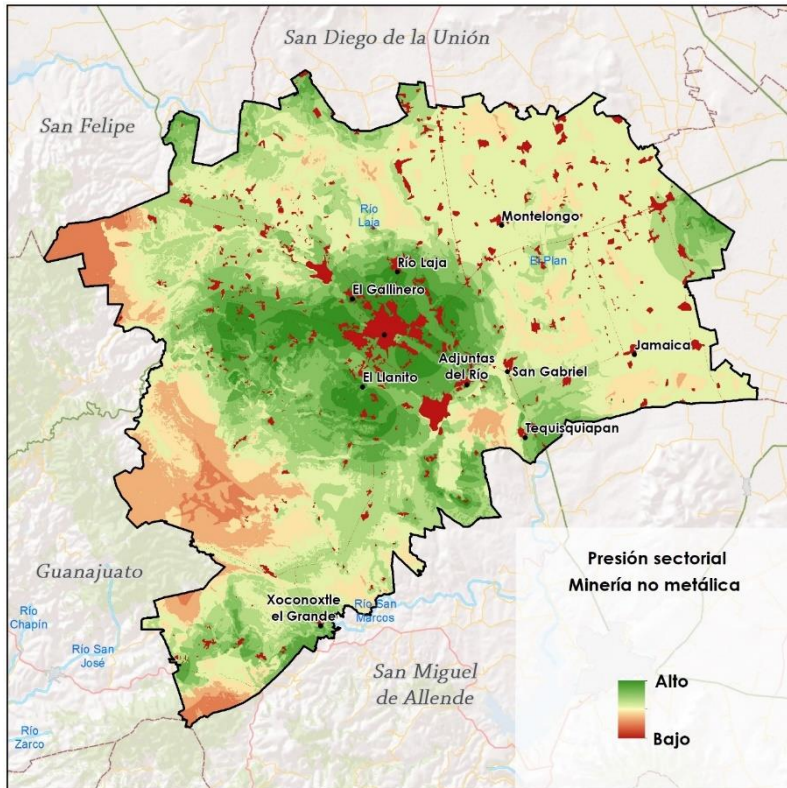 San Diego de la Unión
San Felipe
Río
Laja
Montelongo
El Plan
Río Laja
El Gallinero
Jamaica
Adjuntas
del Río
San Gabriel
El Llanito
Tequisquiapan
Presión sectorial
Minería no metálica
Guanajuato
Xoconoxtle
el Grande
Río San
Marcos
Río
Chapín
Río San
José
San Miguel
de Allende
Alto
Bajo
Río
Zarco